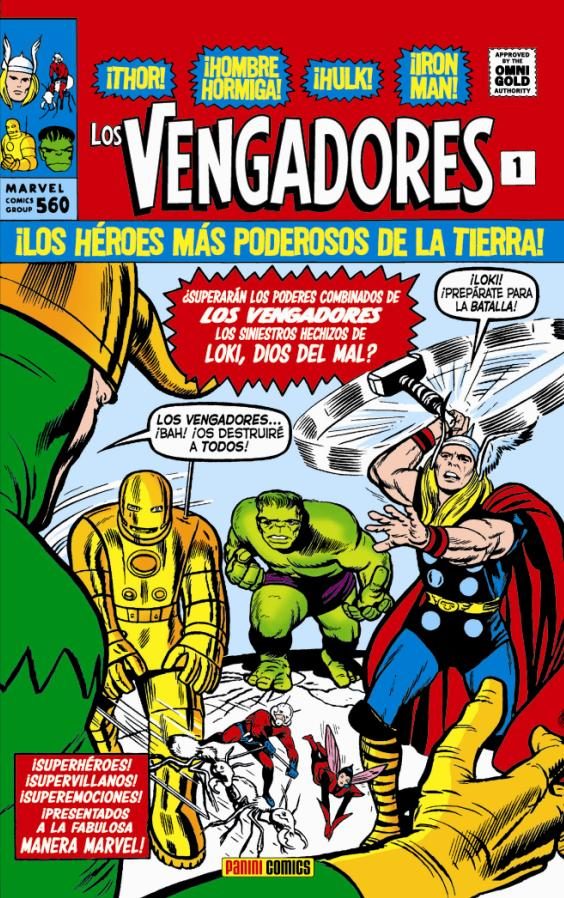 ¡THOR!
¡HOMBRE
HORMIGA!
¡HULK!
¡IRON
MAN!
APPROVED
BY THE
OMNI
GOLD
AUTHORITY
LOS VENGADORES 1
MARVEL
COMICS
GROUP 560
¡LOS HÉROES MÁS PODEROSOS DE LA TIERRA!
¿SUPERARÁN LOS PODERES COMBINADOS DE
LOS VENGADORES
LOS SINIESTROS HECHIZOS DE
LOKI, DIOS DEL MAL?
¡LOKI!
¡PREPÁRATE PARA
LA BATALLA!
LOS VENGADORES...
¡BAH! ¡OS DESTRUIRÉ
A TODOS!
¡SUPERHÉROES!
¡SUPERVILLANOS!
¡SUPEREMOCIONES!
¡PRESENTADOS
A LA FABULOSA
MANERA MARVEL!
PANINI COMICS